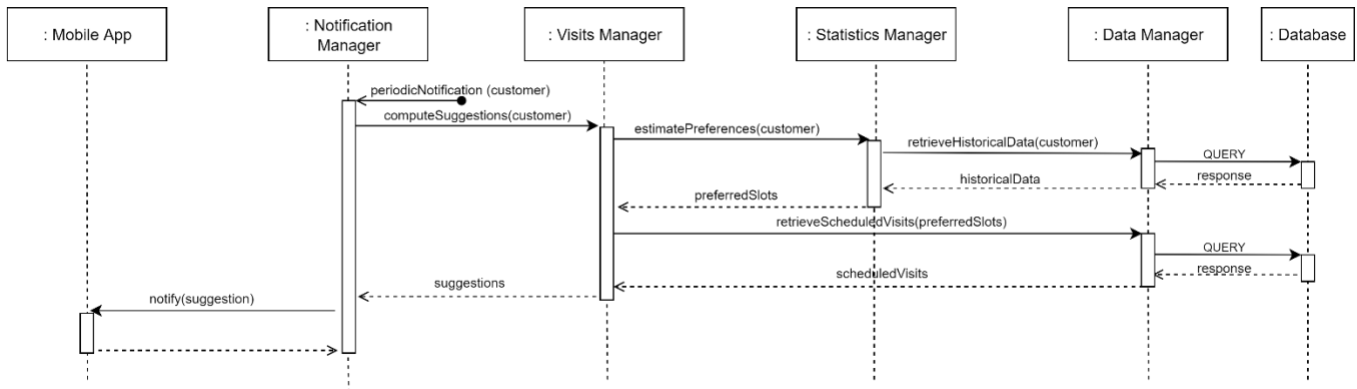 : Mobile App
: Notification
Manager
: Visits Manager
: Statistics Manager
: Data Manager
: Database
periodicNotification (customer)
computeSuggestions(customer)
estimatePreferences(customer)
retrieveHistoricalData(customer)
QUERY
response
historicalData
preferredSlots
retrieveScheduledVisits(preferredSlots)
QUERY
response
scheduledVisits
suggestions
notify(suggestion)